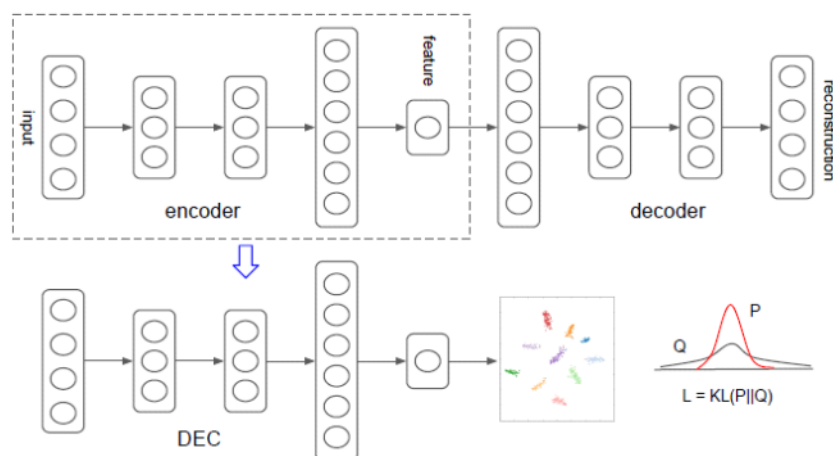 input
encoder
feature
decoder
reconstruction
DEC
Q
P
L = KL(P||Q)